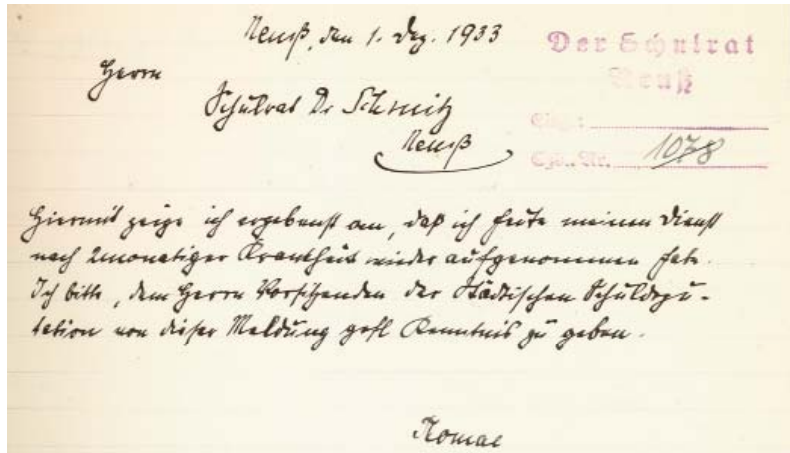 Neuß, den 1. Dez. 1933
Der Schulrat
Neuß
Herrn
Schulrat Dr Schmitz
Neuß
Eing.:
Tgb. Nr. 1078
Hiermit zeige ich ergebenst an, daß ich heute meinen Dienst
nach 2monatiger Krankheit wieder aufgenommen habe.
Ich bitte, dem Herrn Vorsitzenden der Städtischen Schuldepu-
tation von dieser Meldung gefl Kenntnis zu geben.